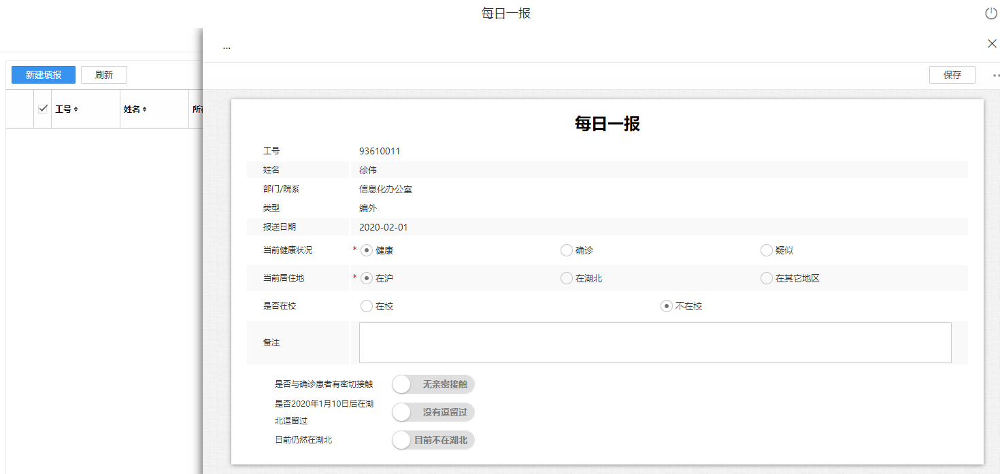 每日一报
...
新建填报 刷新
保存
工号 姓名
每日一报
工号 93610011
姓名 徐伟
部门/院系 信息化办公室
类型 编外
报送日期 2020-02-01
当前健康状况 * 健康 确诊 疑似
当前居住地 * 在沪 在湖北 在其它地区
是否在校 在校 不在校
备注
是否与确诊患者有密切接触 无亲密接触
是否2020年1月10日后在湖
北逗留过 没有逗留过
日前仍然在湖北 目前不在湖北